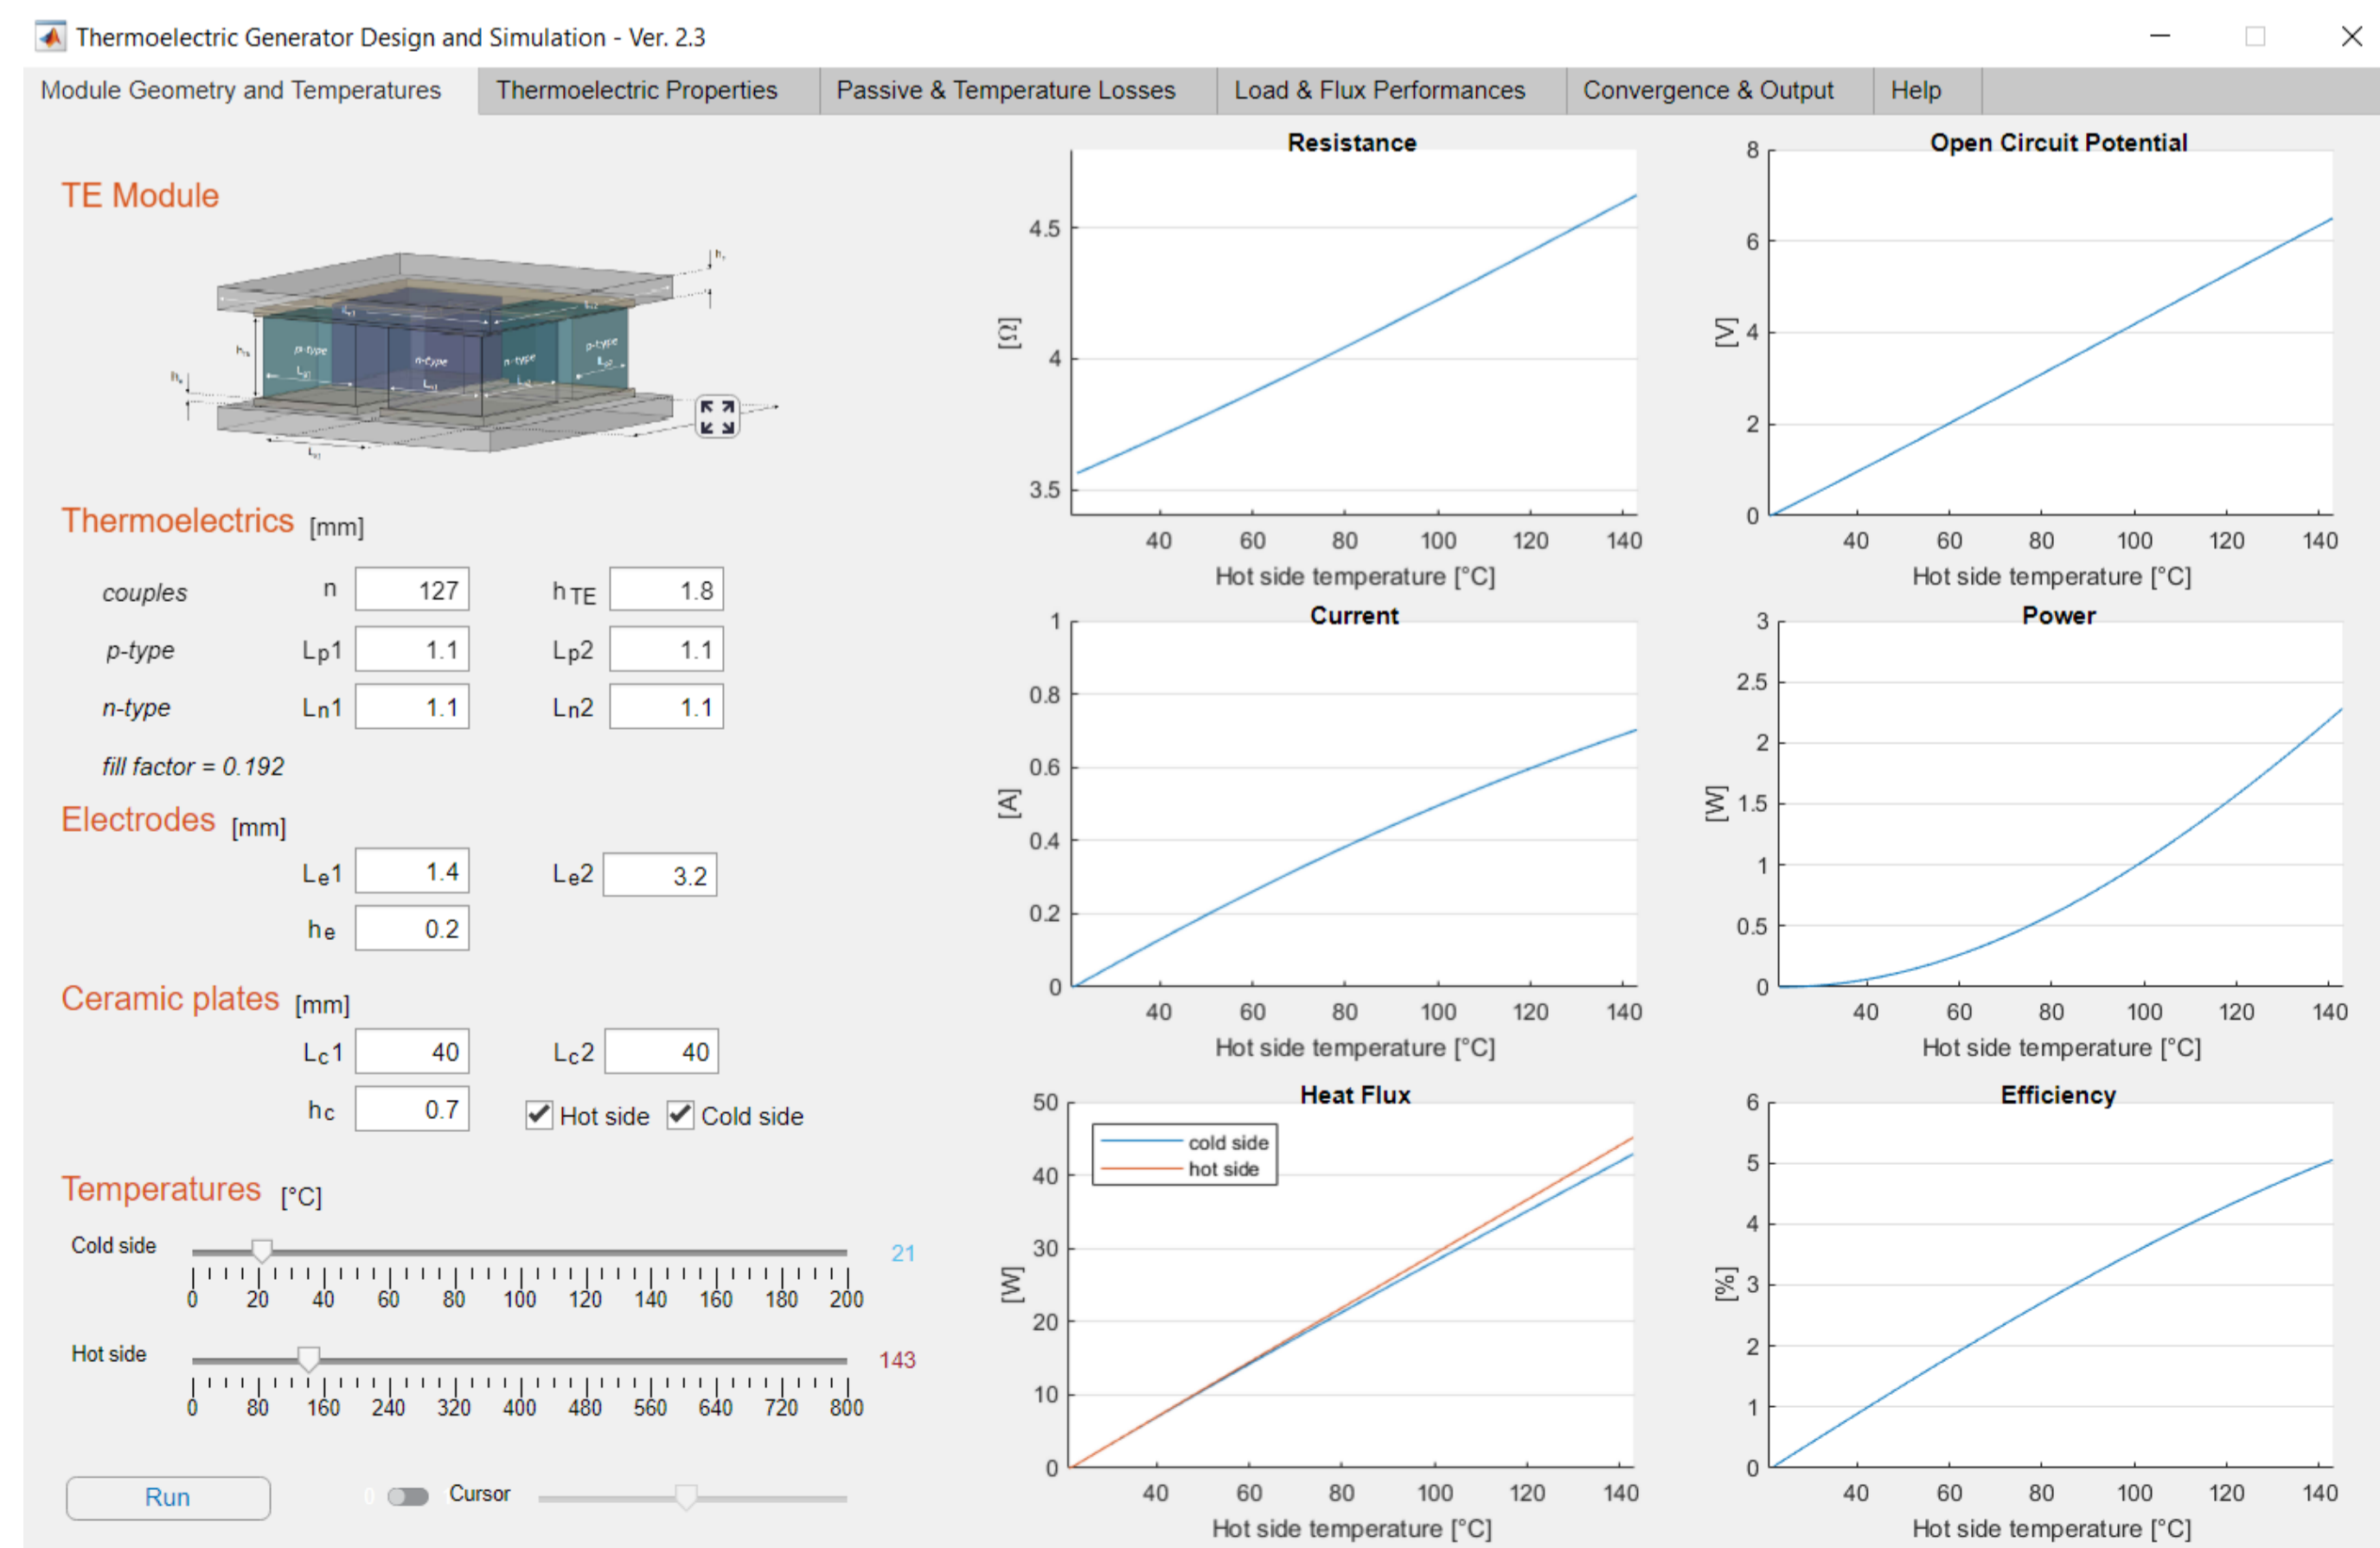 Thermoelectric Generator Design and Simulation - Ver. 2.3
Module Geometry and Temperatures
Thermoelectric Properties
Passive & Temperature Losses
Load & Flux Performances
Convergence & Output
Help
TE Module
p-type
n-type
n-type
p-type
Thermoelectrics [mm]
couples n 127 hTE 1.8
p-type Lp1 1.1 Lp2 1.1
n-type Ln1 1.1 Ln2 1.1
fill factor = 0.192
Electrodes [mm]
Le1 1.4 Le2 3.2
he 0.2
Ceramic plates [mm]
Lc1 40 Lc2 40
hc 0.7 Hot side Cold side
Temperatures [°C]
Cold side 21
0 20 40 60 80 100 120 140 160 180 200
Hot side 143
0 80 160 240 320 400 480 560 640 720 800
Run 0 Cursor
Resistance
4.5
4
3.5
[Ω]
40 60 80 100 120 140
Hot side temperature [°C]
Open Circuit Potential
8
6
4
2
0
[V]
40 60 80 100 120 140
Hot side temperature [°C]
Current
1
0.8
0.6
0.4
0.2
0
[A]
40 60 80 100 120 140
Hot side temperature [°C]
Power
3
2.5
2
1.5
1
0.5
0
[W]
40 60 80 100 120 140
Hot side temperature [°C]
Heat Flux
cold side
hot side
50
40
30
20
10
0
[W]
40 60 80 100 120 140
Hot side temperature [°C]
Efficiency
6
5
4
3
2
1
0
[%]
40 60 80 100 120 140
Hot side temperature [°C]